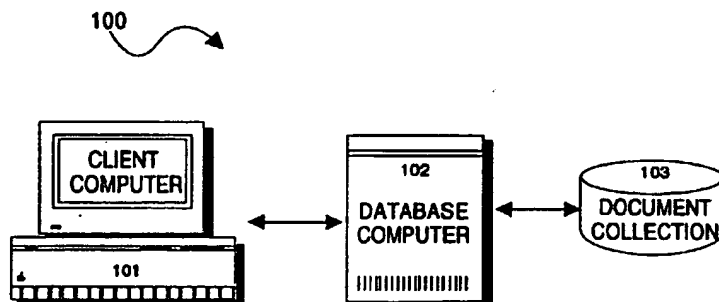 100
CLIENT
COMPUTER
101
102
DATABASE
COMPUTER
103
DOCUMENT
COLLECTION